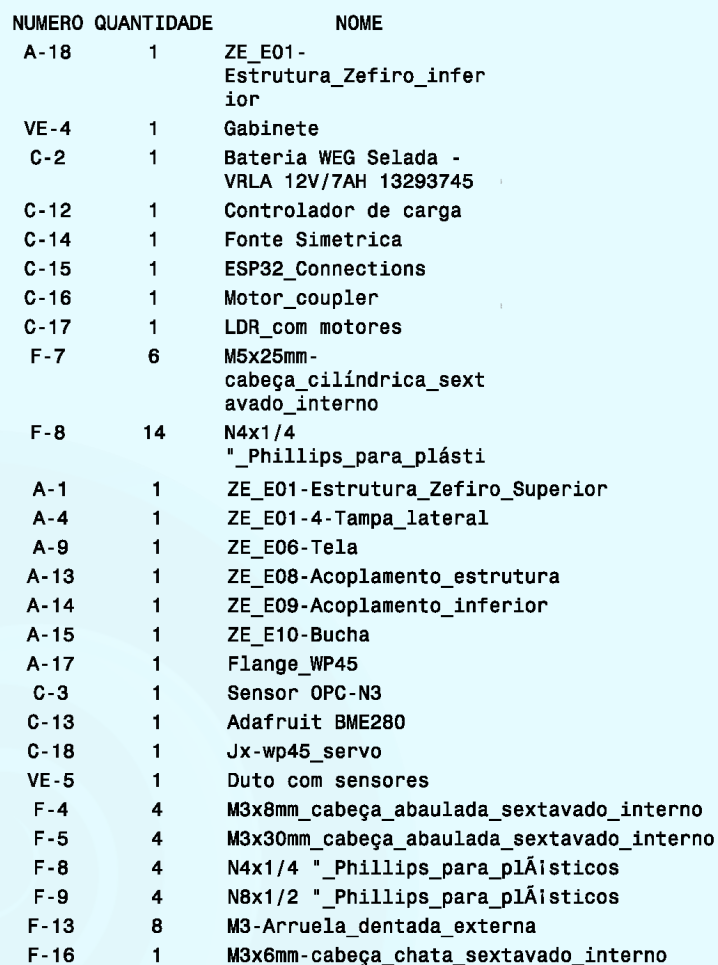 NUMERO QUANTIDADE NOME
A-18 1 ZE_E01-
Estrutura_Zefiro_infer
ior
VE-4 1 Gabinete
C-2 1 Bateria WEG Selada -
VRLA 12V/7AH 13293745
C-12 1 Controlador de carga
C-14 1 Fonte Simetrica
C-15 1 ESP32_Connections
C-16 1 Motor_coupler
C-17 1 LDR_com motores
F-7 6 M5x25mm-
cabeça_cilíndrica_sext
avado_interno
F-8 14 N4x1/4
"_Phillips_para_plásti
A-1 1 ZE_E01-Estrutura_Zefiro_Superior
A-4 1 ZE_E01-4-Tampa_lateral
A-9 1 ZE_E06-Tela
A-13 1 ZE_E08-Acoplamento_estrutura
A-14 1 ZE_E09-Acoplamento_inferior
A-15 1 ZE_E10-Bucha
A-17 1 Flange_WP45
C-3 1 Sensor OPC-N3
C-13 1 Adafruit BME280
C-18 1 Jx-wp45_servo
VE-5 1 Duto com sensores
F-4 4 M3x8mm_cabeça_abaulada_sextavado_interno
F-5 4 M3x30mm_cabeça_abaulada_sextavado_interno
F-8 4 N4x1/4 "_Phillips_para_plÃ¡sticos
F-9 4 N8x1/2 "_Phillips_para_plÃ¡sticos
F-13 8 M3-Arruela_dentada_externa
F-16 1 M3x6mm-cabeça_chata_sextavado_interno